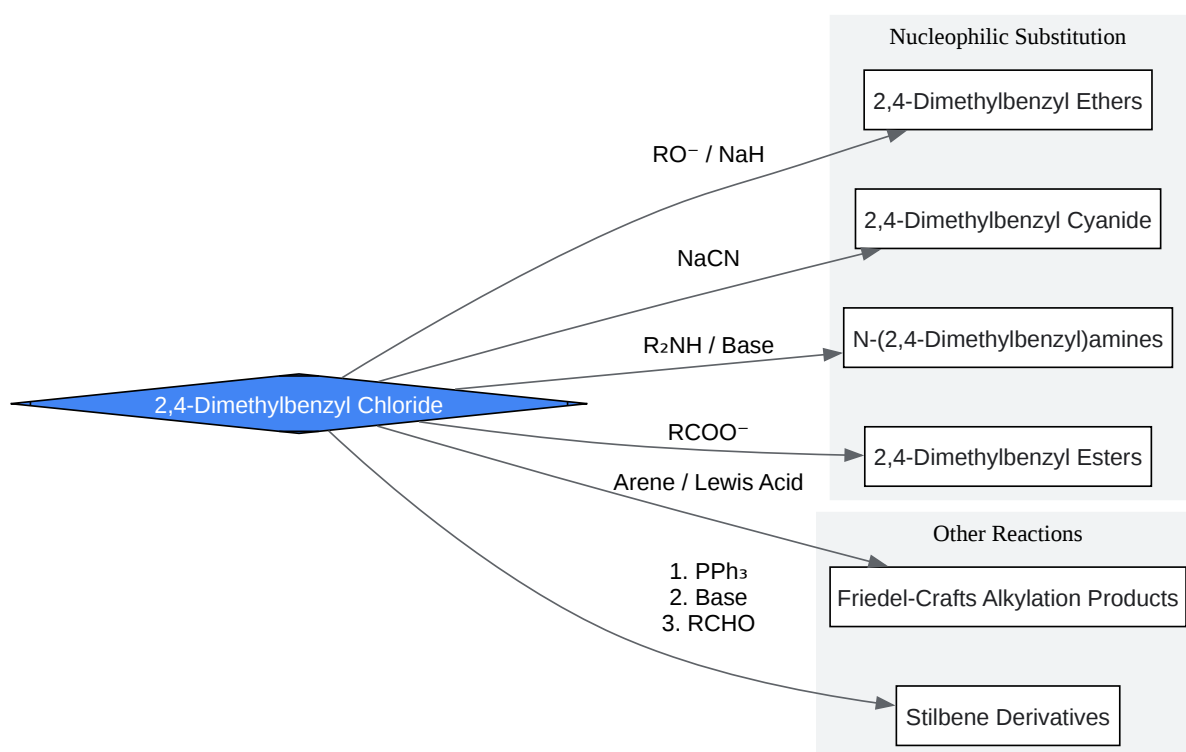 Nucleophilic Substitution
2,4-Dimethylbenzyl Ethers
RO⁻ / NaH
2,4-Dimethylbenzyl Cyanide
NaCN
N-(2,4-Dimethylbenzyl)amines
R₂NH / Base
2,4-Dimethylbenzyl Chloride
RCOO⁻
2,4-Dimethylbenzyl Esters
Arene / Lewis Acid
Other Reactions
Friedel-Crafts Alkylation Products
1. PPh₃
2. Base
3. RCHO
Stilbene Derivatives